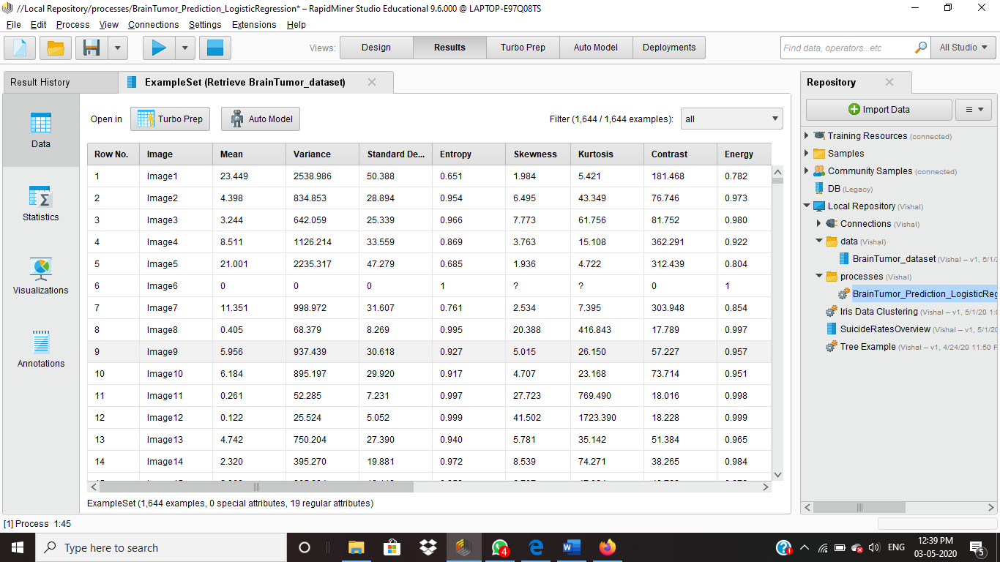 //Local Repository/processes/BrainTumor_Prediction_LogisticRegression* – RapidMiner Studio Educational 9.6.000 @ LAPTOP-E97Q08TS
File Edit Process View Connections Settings Extensions Help
Views: Design Results Turbo Prep Auto Model Deployments Find data, operators...etc All Studio
Result History ExampleSet (Retrieve BrainTumor_dataset)
Open in Turbo Prep Auto Model Filter (1,644 / 1,644 examples): all
Data
Statistics
Visualizations
Annotations
Row No. Image Mean Variance Standard De... Entropy Skewness Kurtosis Contrast Energy
1 Image1 23.449 2538.986 50.388 0.651 1.984 5.421 181.468 0.782
2 Image2 4.398 834.853 28.894 0.954 6.495 43.349 76.746 0.973
3 Image3 3.244 642.059 25.339 0.966 7.773 61.756 81.752 0.980
4 Image4 8.511 1126.214 33.559 0.869 3.763 15.108 362.291 0.922
5 Image5 21.001 2235.317 47.279 0.685 1.936 4.722 312.439 0.804
6 Image6 0 0 0 1 ? ? 0 1
7 Image7 11.351 998.972 31.607 0.761 2.534 7.395 303.948 0.854
8 Image8 0.405 68.379 8.269 0.995 20.388 416.843 17.789 0.997
9 Image9 5.956 937.439 30.618 0.927 5.015 26.150 57.227 0.957
10 Image10 6.184 895.197 29.920 0.917 4.707 23.168 73.714 0.951
11 Image11 0.261 52.285 7.231 0.997 27.723 769.490 18.016 0.998
12 Image12 0.122 25.524 5.052 0.999 41.502 1723.390 18.228 0.999
13 Image13 4.742 750.204 27.390 0.940 5.781 35.142 51.384 0.965
14 Image14 2.320 395.270 19.881 0.972 8.539 74.271 38.265 0.984
ExampleSet (1,644 examples, 0 special attributes, 19 regular attributes)
Repository
Import Data
Training Resources (connected)
Samples
Community Samples (connected)
DB (Legacy)
Local Repository (Vishal)
Connections (Vishal)
data (Vishal)
BrainTumor_dataset (Vishal – v1, 5/1/2
processes (Vishal)
BrainTumor_Prediction_LogisticReg
Iris Data Clustering (Vishal – v1, 5/1/20 1:0
SuicideRatesOverview (Vishal – v1, 5/1/20
Tree Example (Vishal – v1, 4/24/20 11:50 P
[1] Process 1:45
Type here to search
4
ENG
12:39 PM
03-05-2020
5